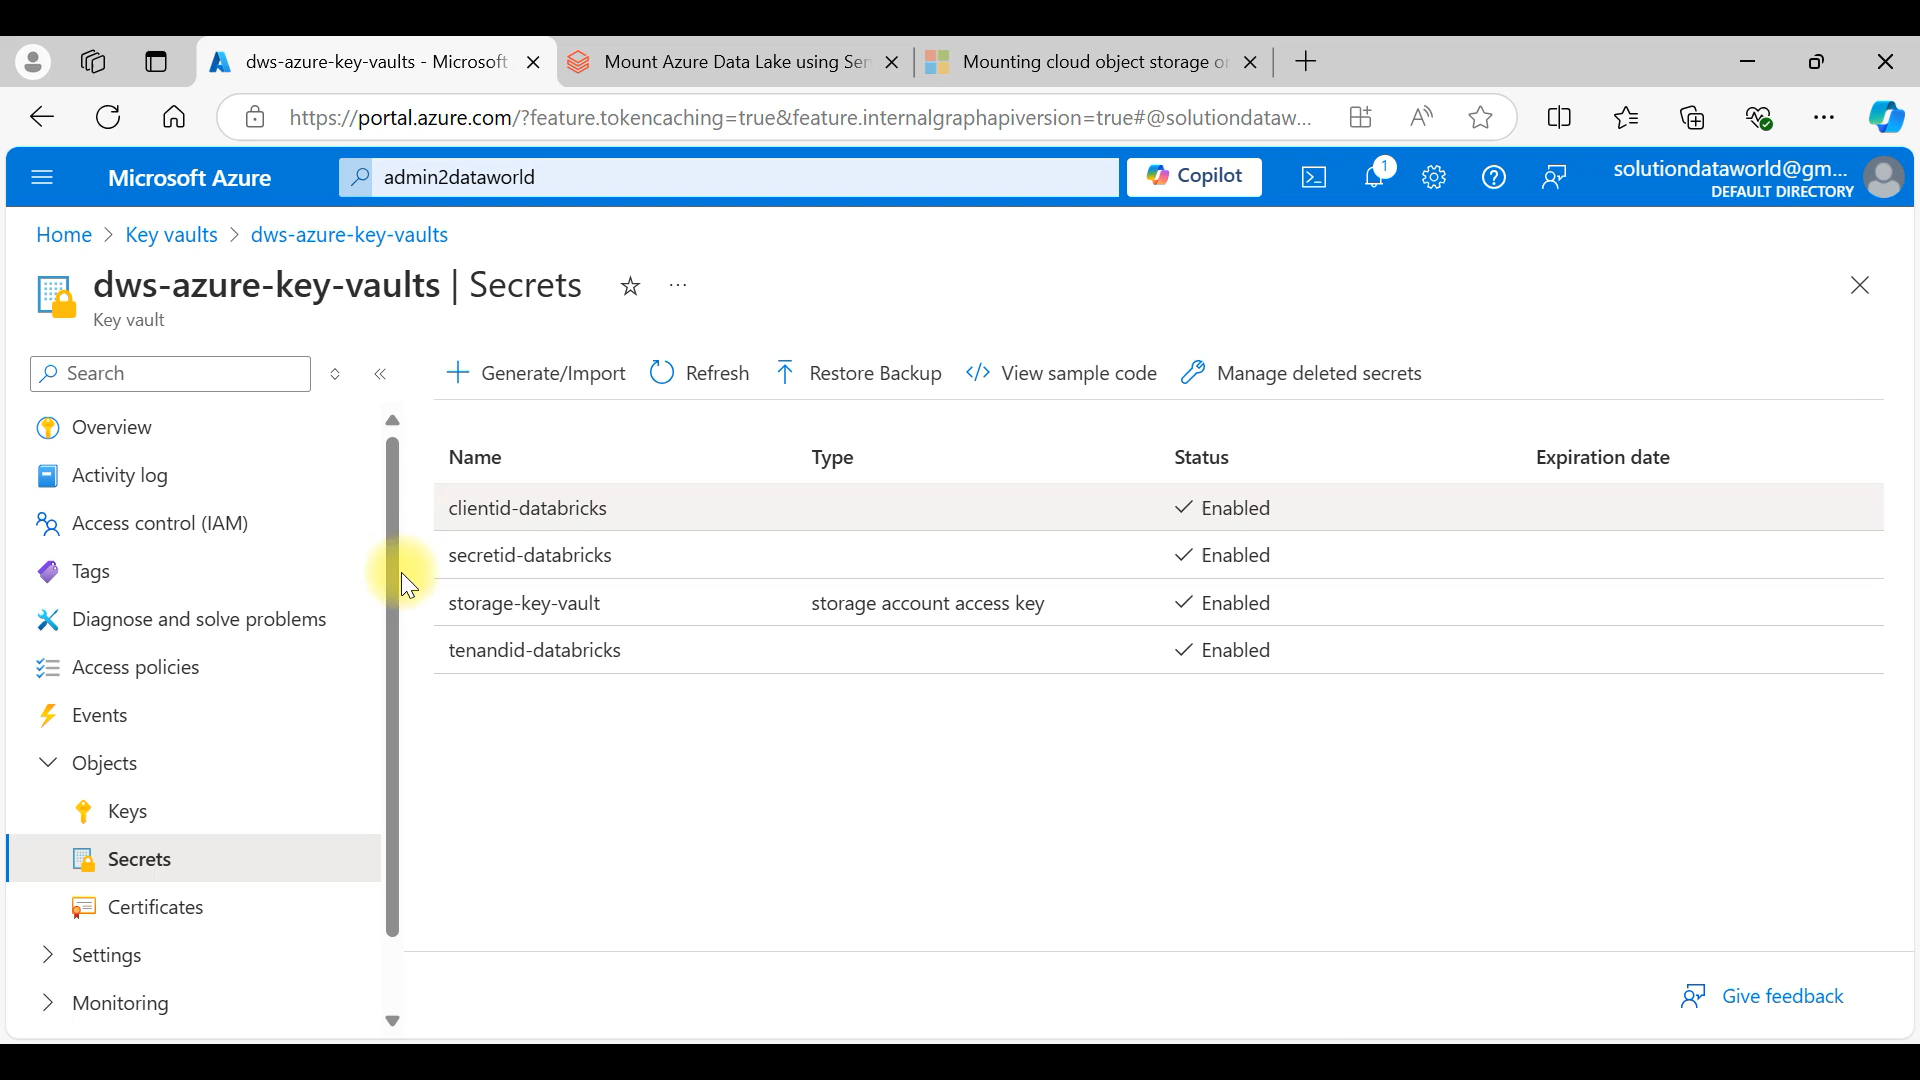 dws-azure-key-vaults - Microsoft
Mount Azure Data Lake using Ser
Mounting cloud object storage or
https://portal.azure.com/?feature.tokencaching=true&feature.internalgraphapiversion=true#@solutiondataw...
Microsoft Azure
admin2dataworld
Copilot
1
solutiondataworld@gm...
DEFAULT DIRECTORY
Home > Key vaults > dws-azure-key-vaults
dws-azure-key-vaults | Secrets
Key vault
Search
Generate/Import
Refresh
Restore Backup
View sample code
Manage deleted secrets
Overview
Activity log
Access control (IAM)
Tags
Diagnose and solve problems
Access policies
Events
Objects
Keys
Secrets
Certificates
Settings
Monitoring
Name Type Status Expiration date
clientid-databricks Enabled
secretid-databricks Enabled
storage-key-vault storage account access key Enabled
tenandid-databricks Enabled
Give feedback